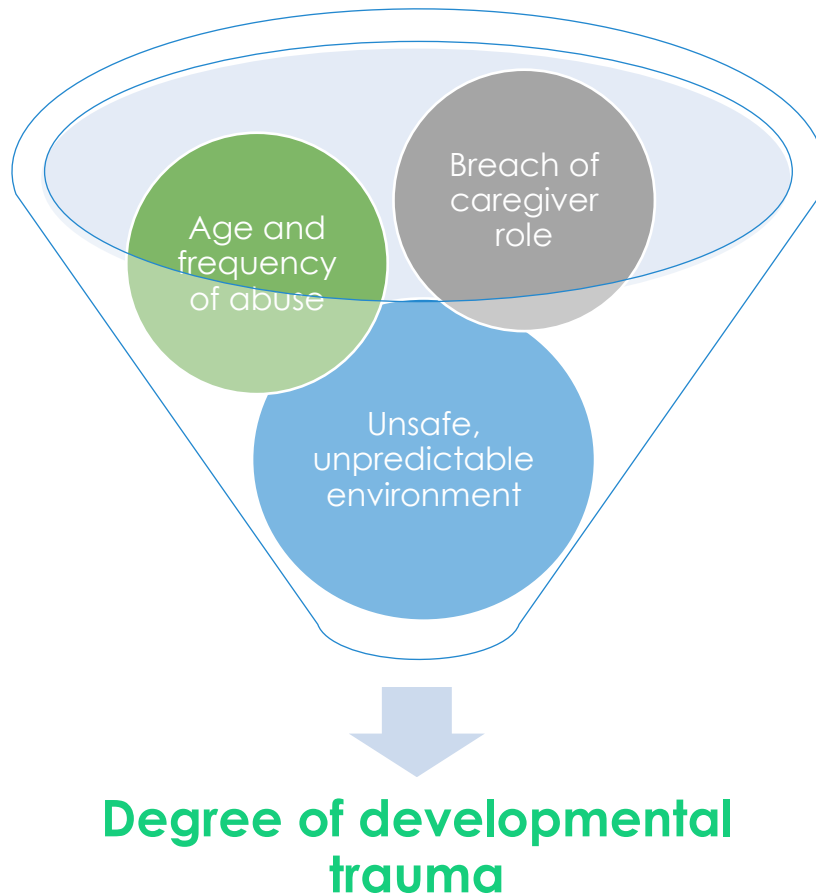 Breach of
caregiver
role
Age and
frequency
of abuse
Unsafe,
unpredictable
environment
Degree of developmental
trauma